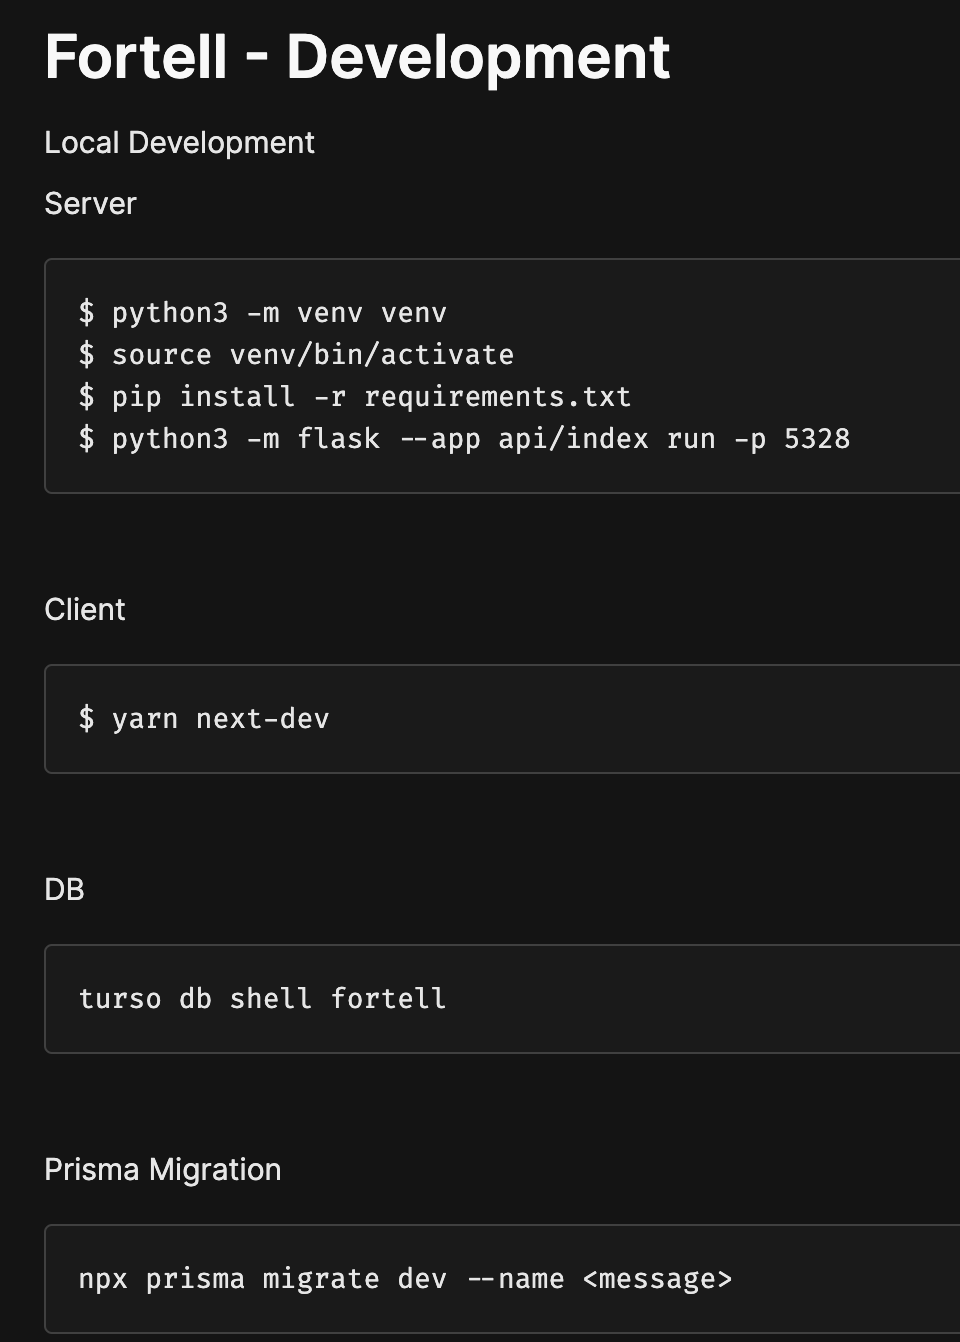 Fortell - Development
Local Development
Server
$ python3 -m venv venv
$ source venv/bin/activate
$ pip install -r requirements.txt
$ python3 -m flask --app api/index run -p 5328
Client
$ yarn next-dev
DB
turso db shell fortell
Prisma Migration
npx prisma migrate dev --name <message>